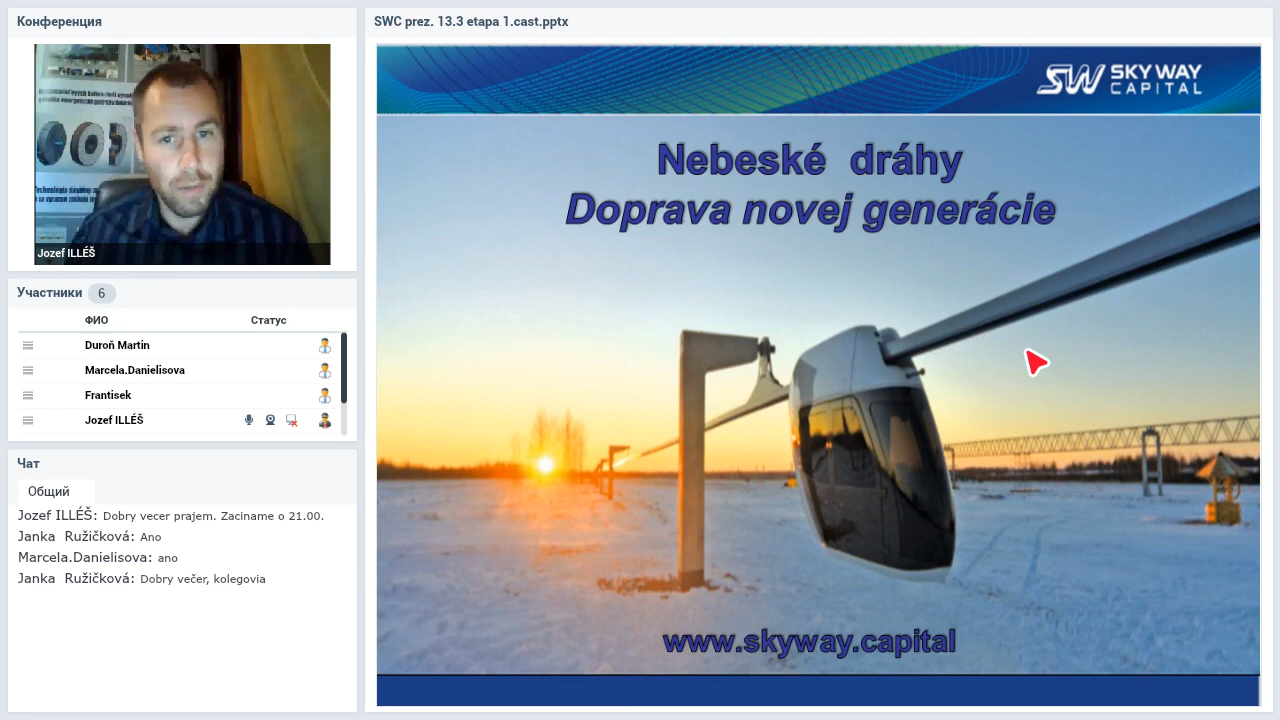 Конференция
Jozef ILLÉŠ
Участники 6
ФИО Статус
Duroň Martin
Marcela.Danielisova
Frantisek
Jozef ILLÉŠ
Чат
Общий
Jozef ILLÉŠ: Dobry vecer prajem. Zaciname o 21.00.
Janka Ružičková: Ano
Marcela.Danielisova: ano
Janka Ružičková: Dobry večer, kolegovia
SWC prez. 13.3 etapa 1.cast.pptx
SW SKY WAY
CAPITAL
Nebeské dráhy
Doprava novej generácie
www.skyway.capital